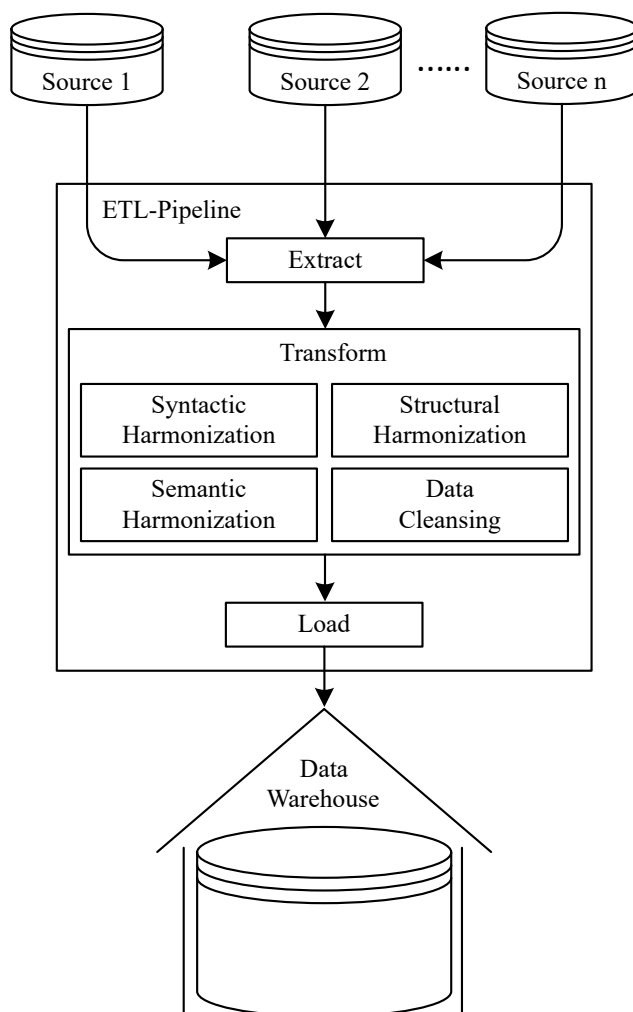 Source 1
Source 2
......
Source n
ETL-Pipeline
Extract
Transform
Syntactic
Harmonization
Structural
Harmonization
Semantic
Harmonization
Data
Cleansing
Load
Data
Warehouse